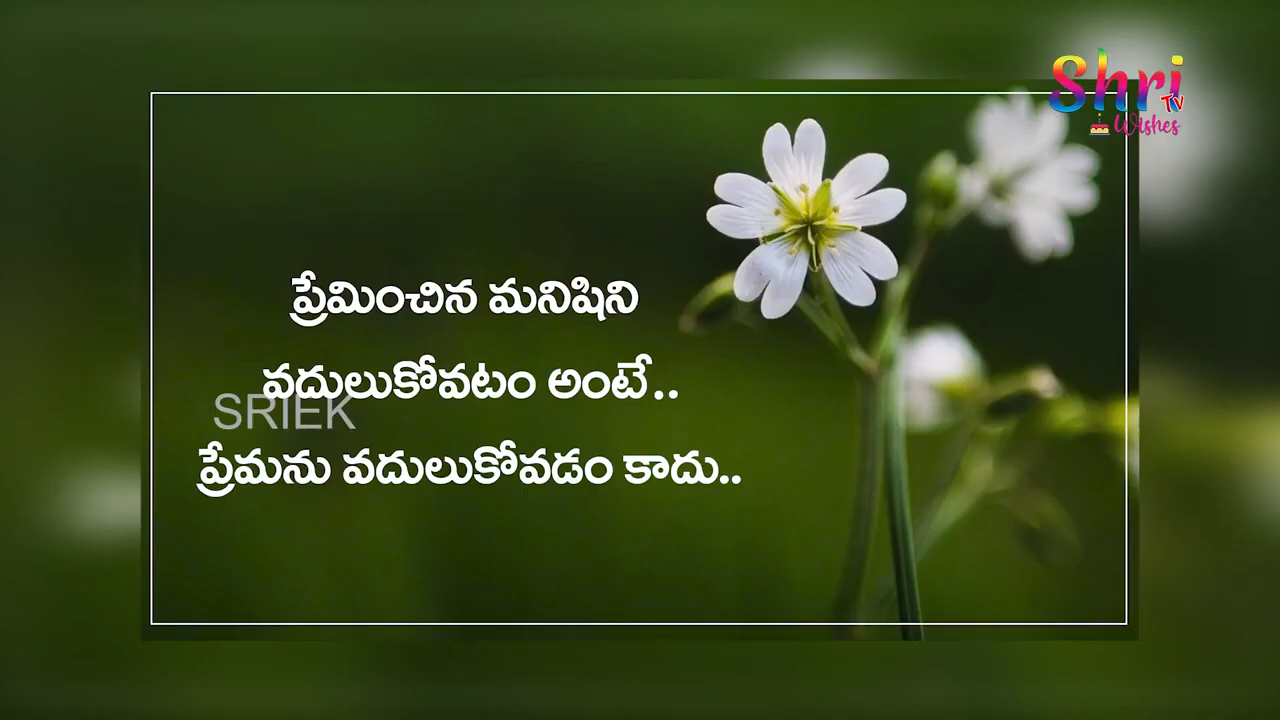 Shri
TV
Wishes
ప్రేమించిన మనిషిని
వదులుకోవటం అంటే..
SRIEK
ప్రేమను వదులుకోవడం కాదు..